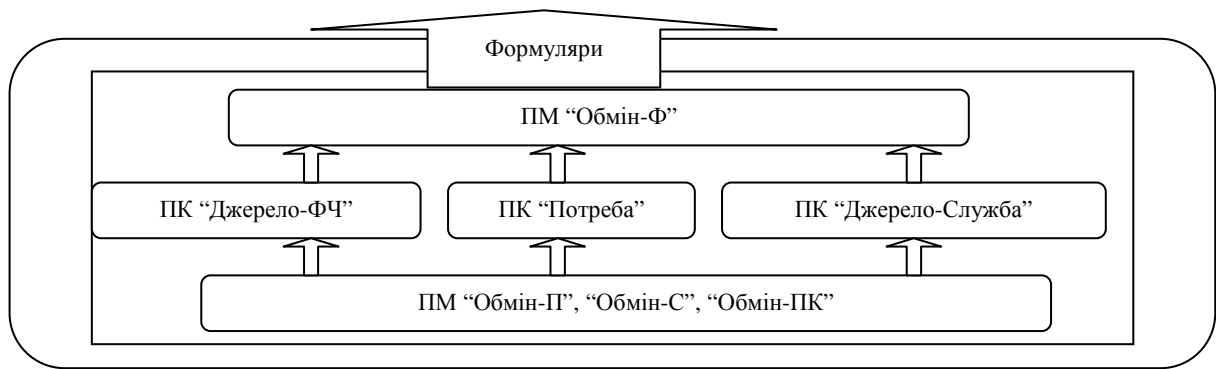 Формуляри
ПМ “Обмін-Ф”
ПК “Джерело-ФЧ”
ПК “Потреба”
ПК “Джерело-Служба”
ПМ “Обмін-П”, “Обмін-С”, “Обмін-ПК”